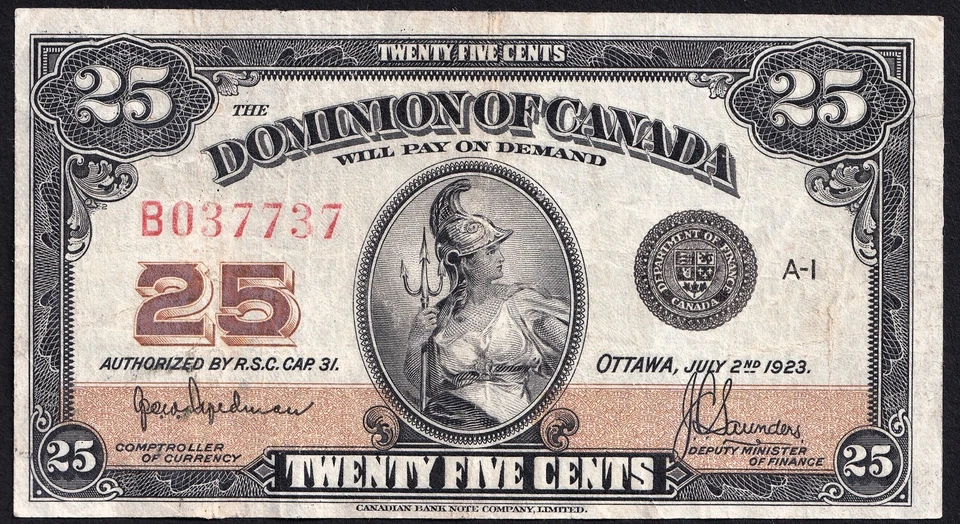 TWENTY FIVE CENTS
25 25
THE
DOMINION OF CANADA
WILL PAY ON DEMAND
B037737
DEPARTMENT OF FINANCE
CANADA
A-1
25
AUTHORIZED BY R.S.C. CAP. 31.
OTTAWA, JULY 2ND 1923.
Saunders
COMPTROLLER
OF CURRENCY
DEPUTY MINISTER
OF FINANCE
25 25
TWENTY FIVE CENTS
CANADIAN BANK NOTE COMPANY, LIMITED.